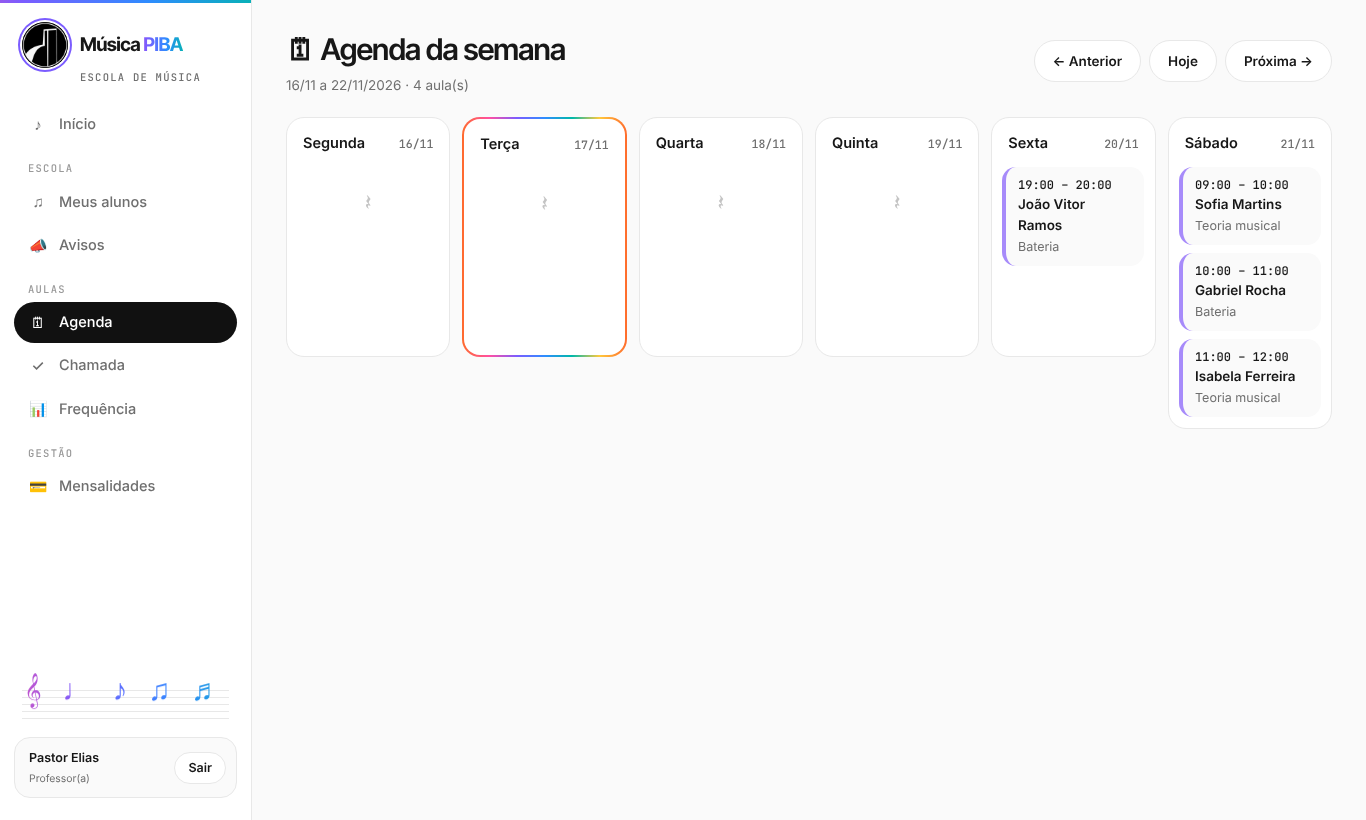 Música PIBA
ESCOLA DE MÚSICA
Início
ESCOLA
Meus alunos
Avisos
AULAS
Agenda
Chamada
Frequência
GESTÃO
Mensalidades
Pastor Elias
Professor(a)
Sair
Agenda da semana
16/11 a 22/11/2026 · 4 aula(s)
← Anterior
Hoje
Próxima →
Segunda 16/11
Terça 17/11
Quarta 18/11
Quinta 19/11
Sexta 20/11
19:00 – 20:00
João Vitor
Ramos
Bateria
Sábado 21/11
09:00 – 10:00
Sofia Martins
Teoria musical
10:00 – 11:00
Gabriel Rocha
Bateria
11:00 – 12:00
Isabela Ferreira
Teoria musical